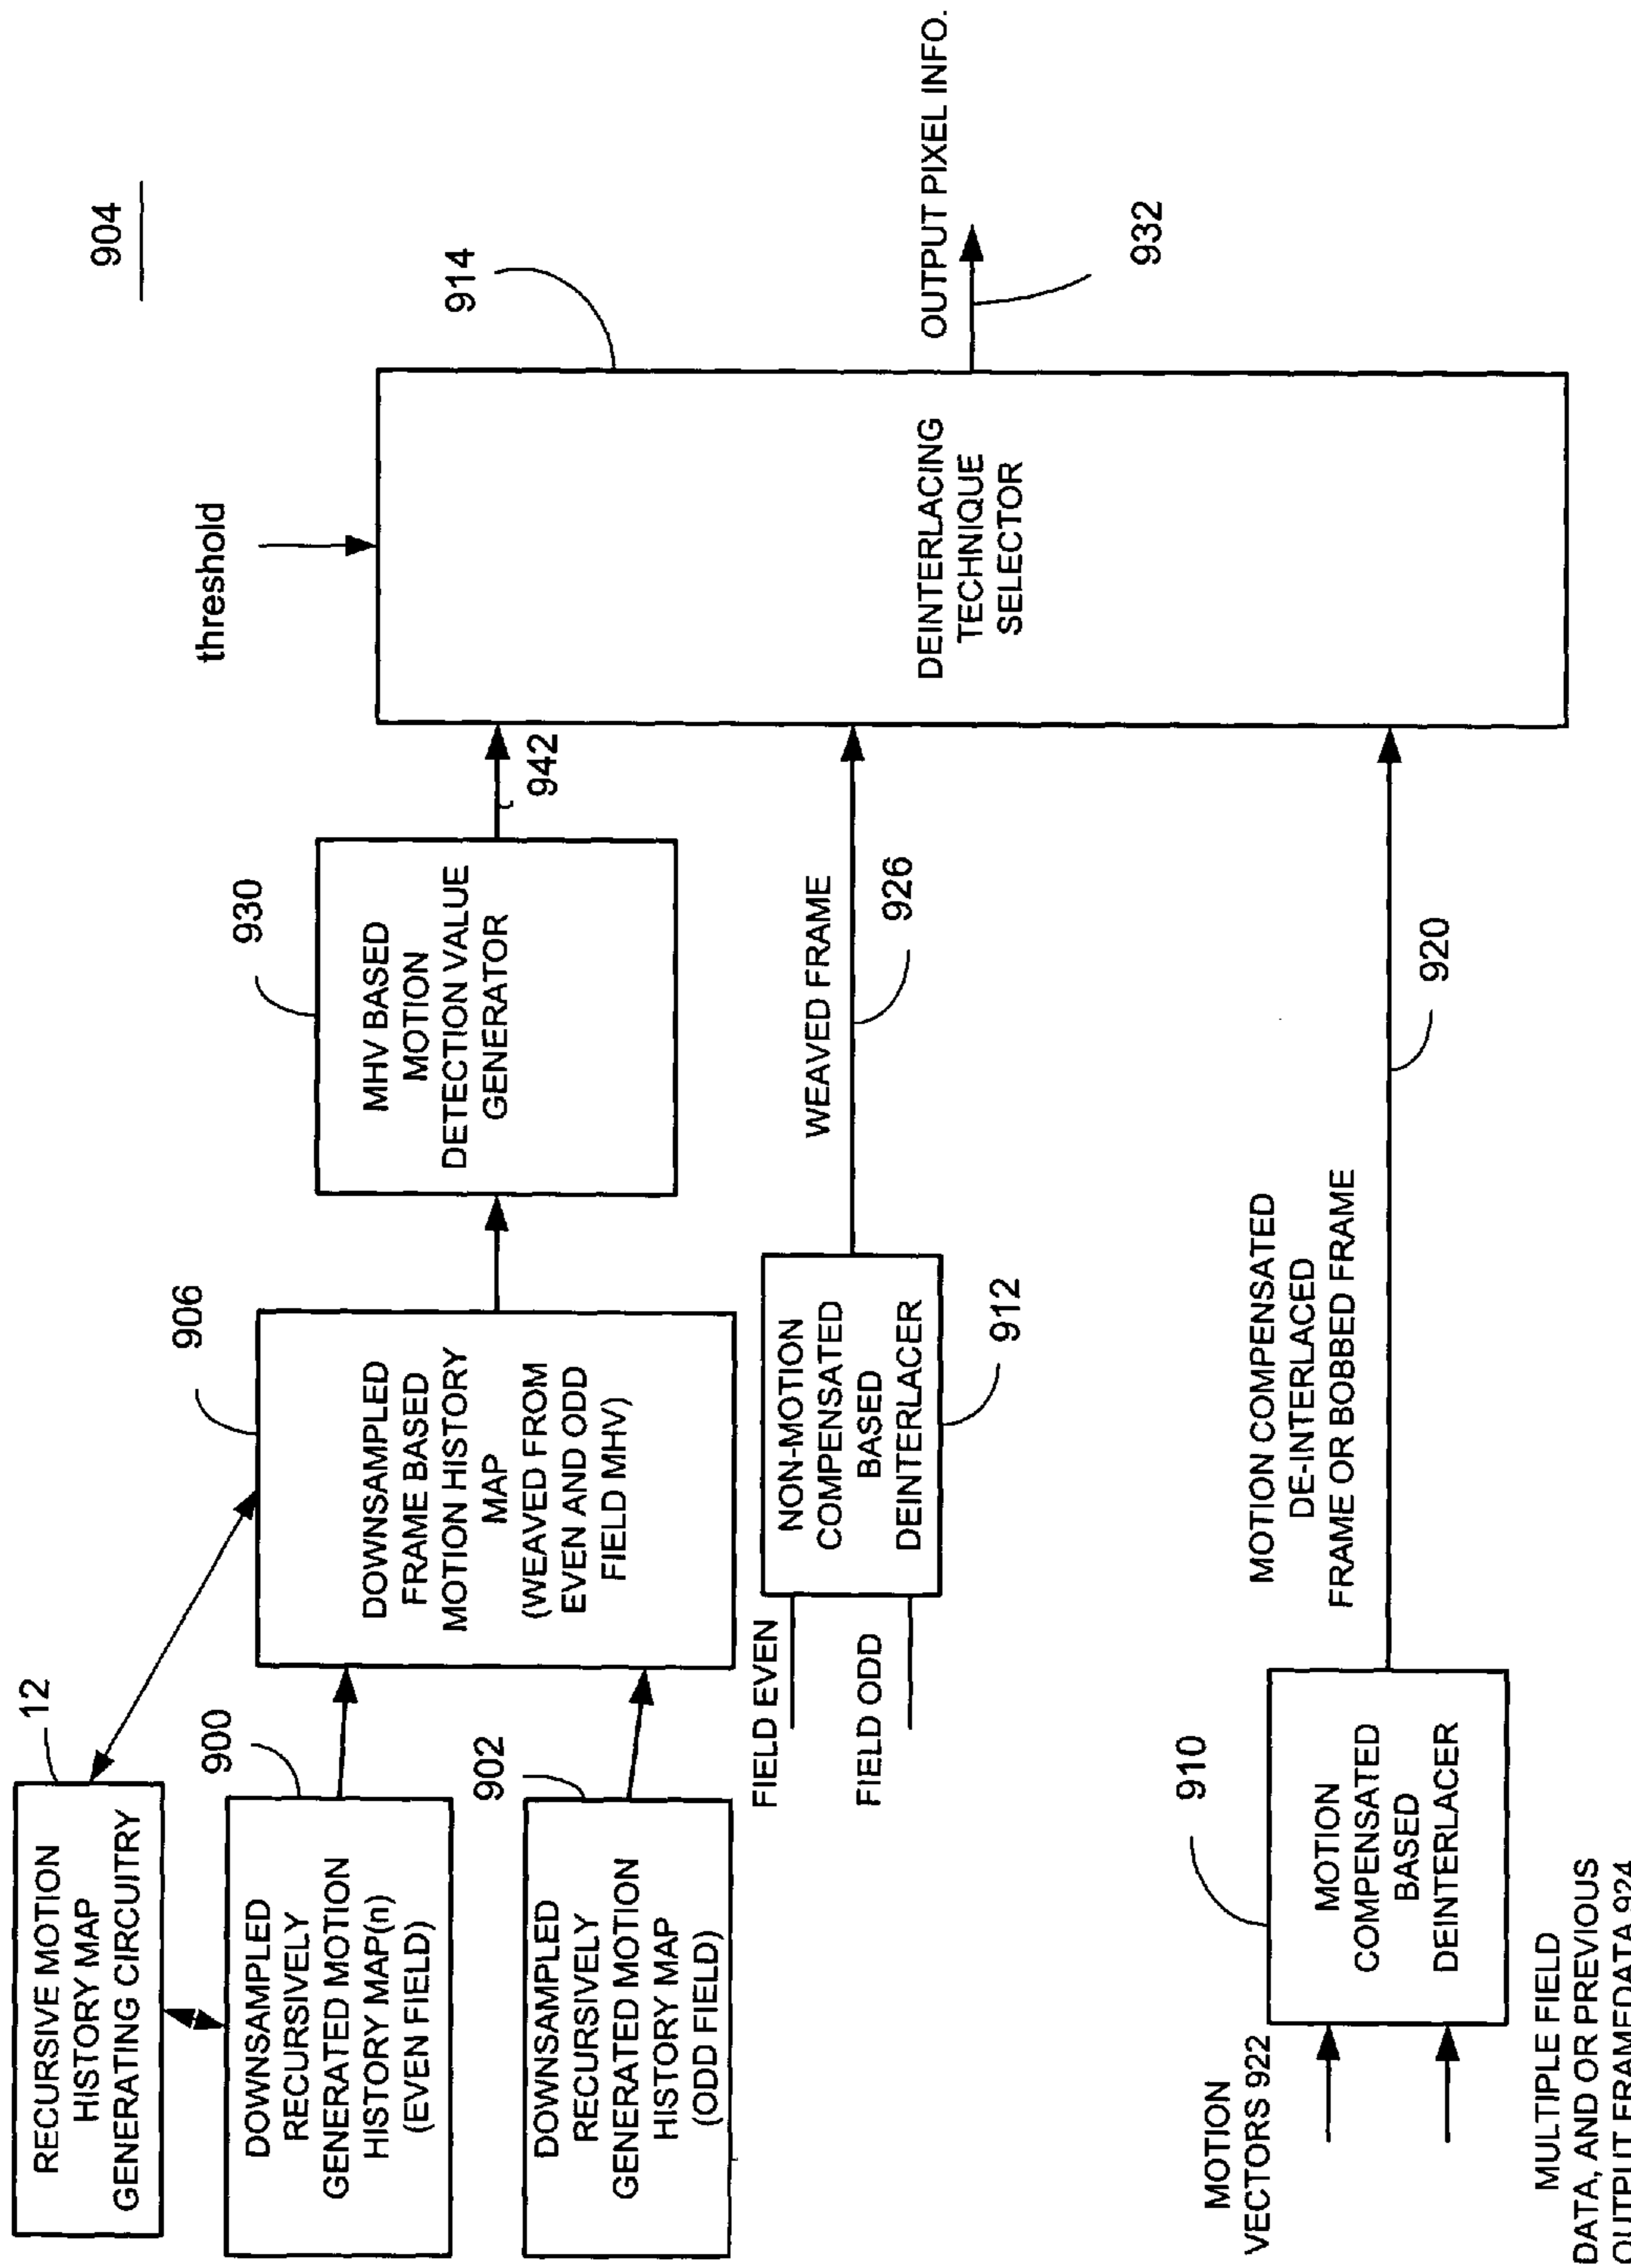 904
RECURSIVE MOTION
HISTORY MAP
GENERATING CIRCUITRY
12
DOWNSAMPLED
RECURSIVELY
GENERATED MOTION
HISTORY MAP(n)
(EVEN FIELD)
900
DOWNSAMPLED
RECURSIVELY
GENERATED MOTION
HISTORY MAP
(ODD FIELD)
902
DOWNSAMPLED
FRAME BASED
MOTION HISTORY
MAP
(WEAVED FROM
EVEN AND ODD
FIELD MHV)
906
MHV BASED
MOTION
DETECTION VALUE
GENERATOR
930
942
threshold
DEINTERLACING
TECHNIQUE
SELECTOR
914
OUTPUT PIXEL INFO.
932
FIELD EVEN
FIELD ODD
NON-MOTION
COMPENSATED
BASED
DEINTERLACER
912
WEAVED FRAME
926
MOTION
VECTORS 922
MULTIPLE FIELD
DATA, AND OR PREVIOUS
OUTPUT FRAMEDATA 924
MOTION
COMPENSATED
BASED
DEINTERLACER
910
MOTION COMPENSATED
DE-INTERLACED
FRAME OR BOBBED FRAME
920